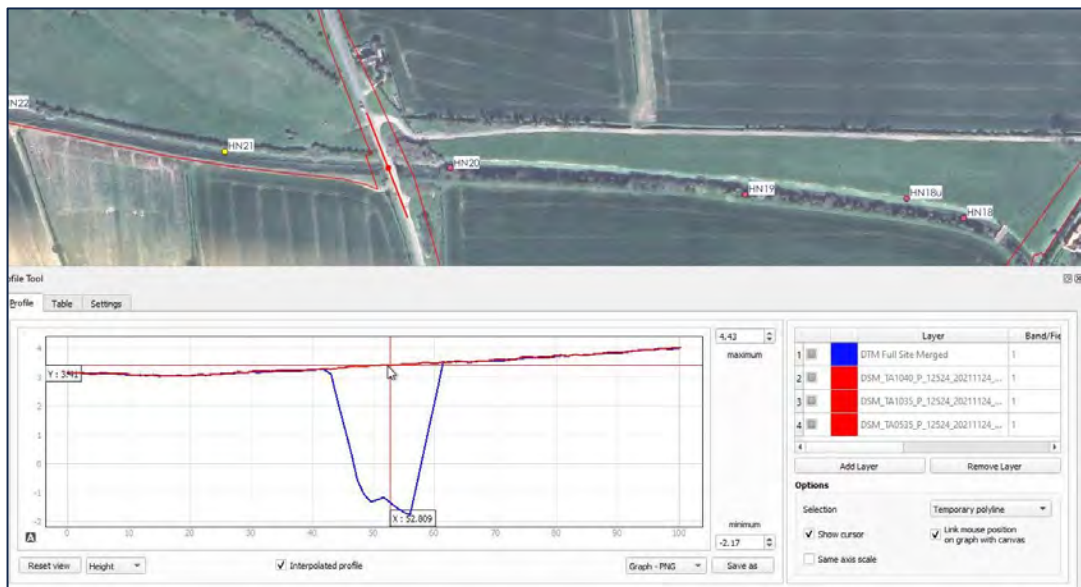 HN22
HN21
HN20
HN19
HN18u
HN18
ofile Tool
Profile Table Settings
4
3
2
1
0
-1
-2
Y : 3.41
X : 52.809
0 10 20 30 40 50 60 70 80 90 100
A
4.43
maximum
minimum
-2.17
Layer Band/Fie
1 DTM Full Site Merged 1
2 DSM_TA1040_P_12524_20211124_... 1
3 DSM_TA1035_P_12524_20211124_... 1
4 DSM_TA0535_P_12524_20211124_... 1
Add Layer Remove Layer
Options
Selection Temporary polyline
Show cursor Link mouse position
on graph with canvas
Same axis scale
Reset view Height Interpolated profile Graph - PNG Save as